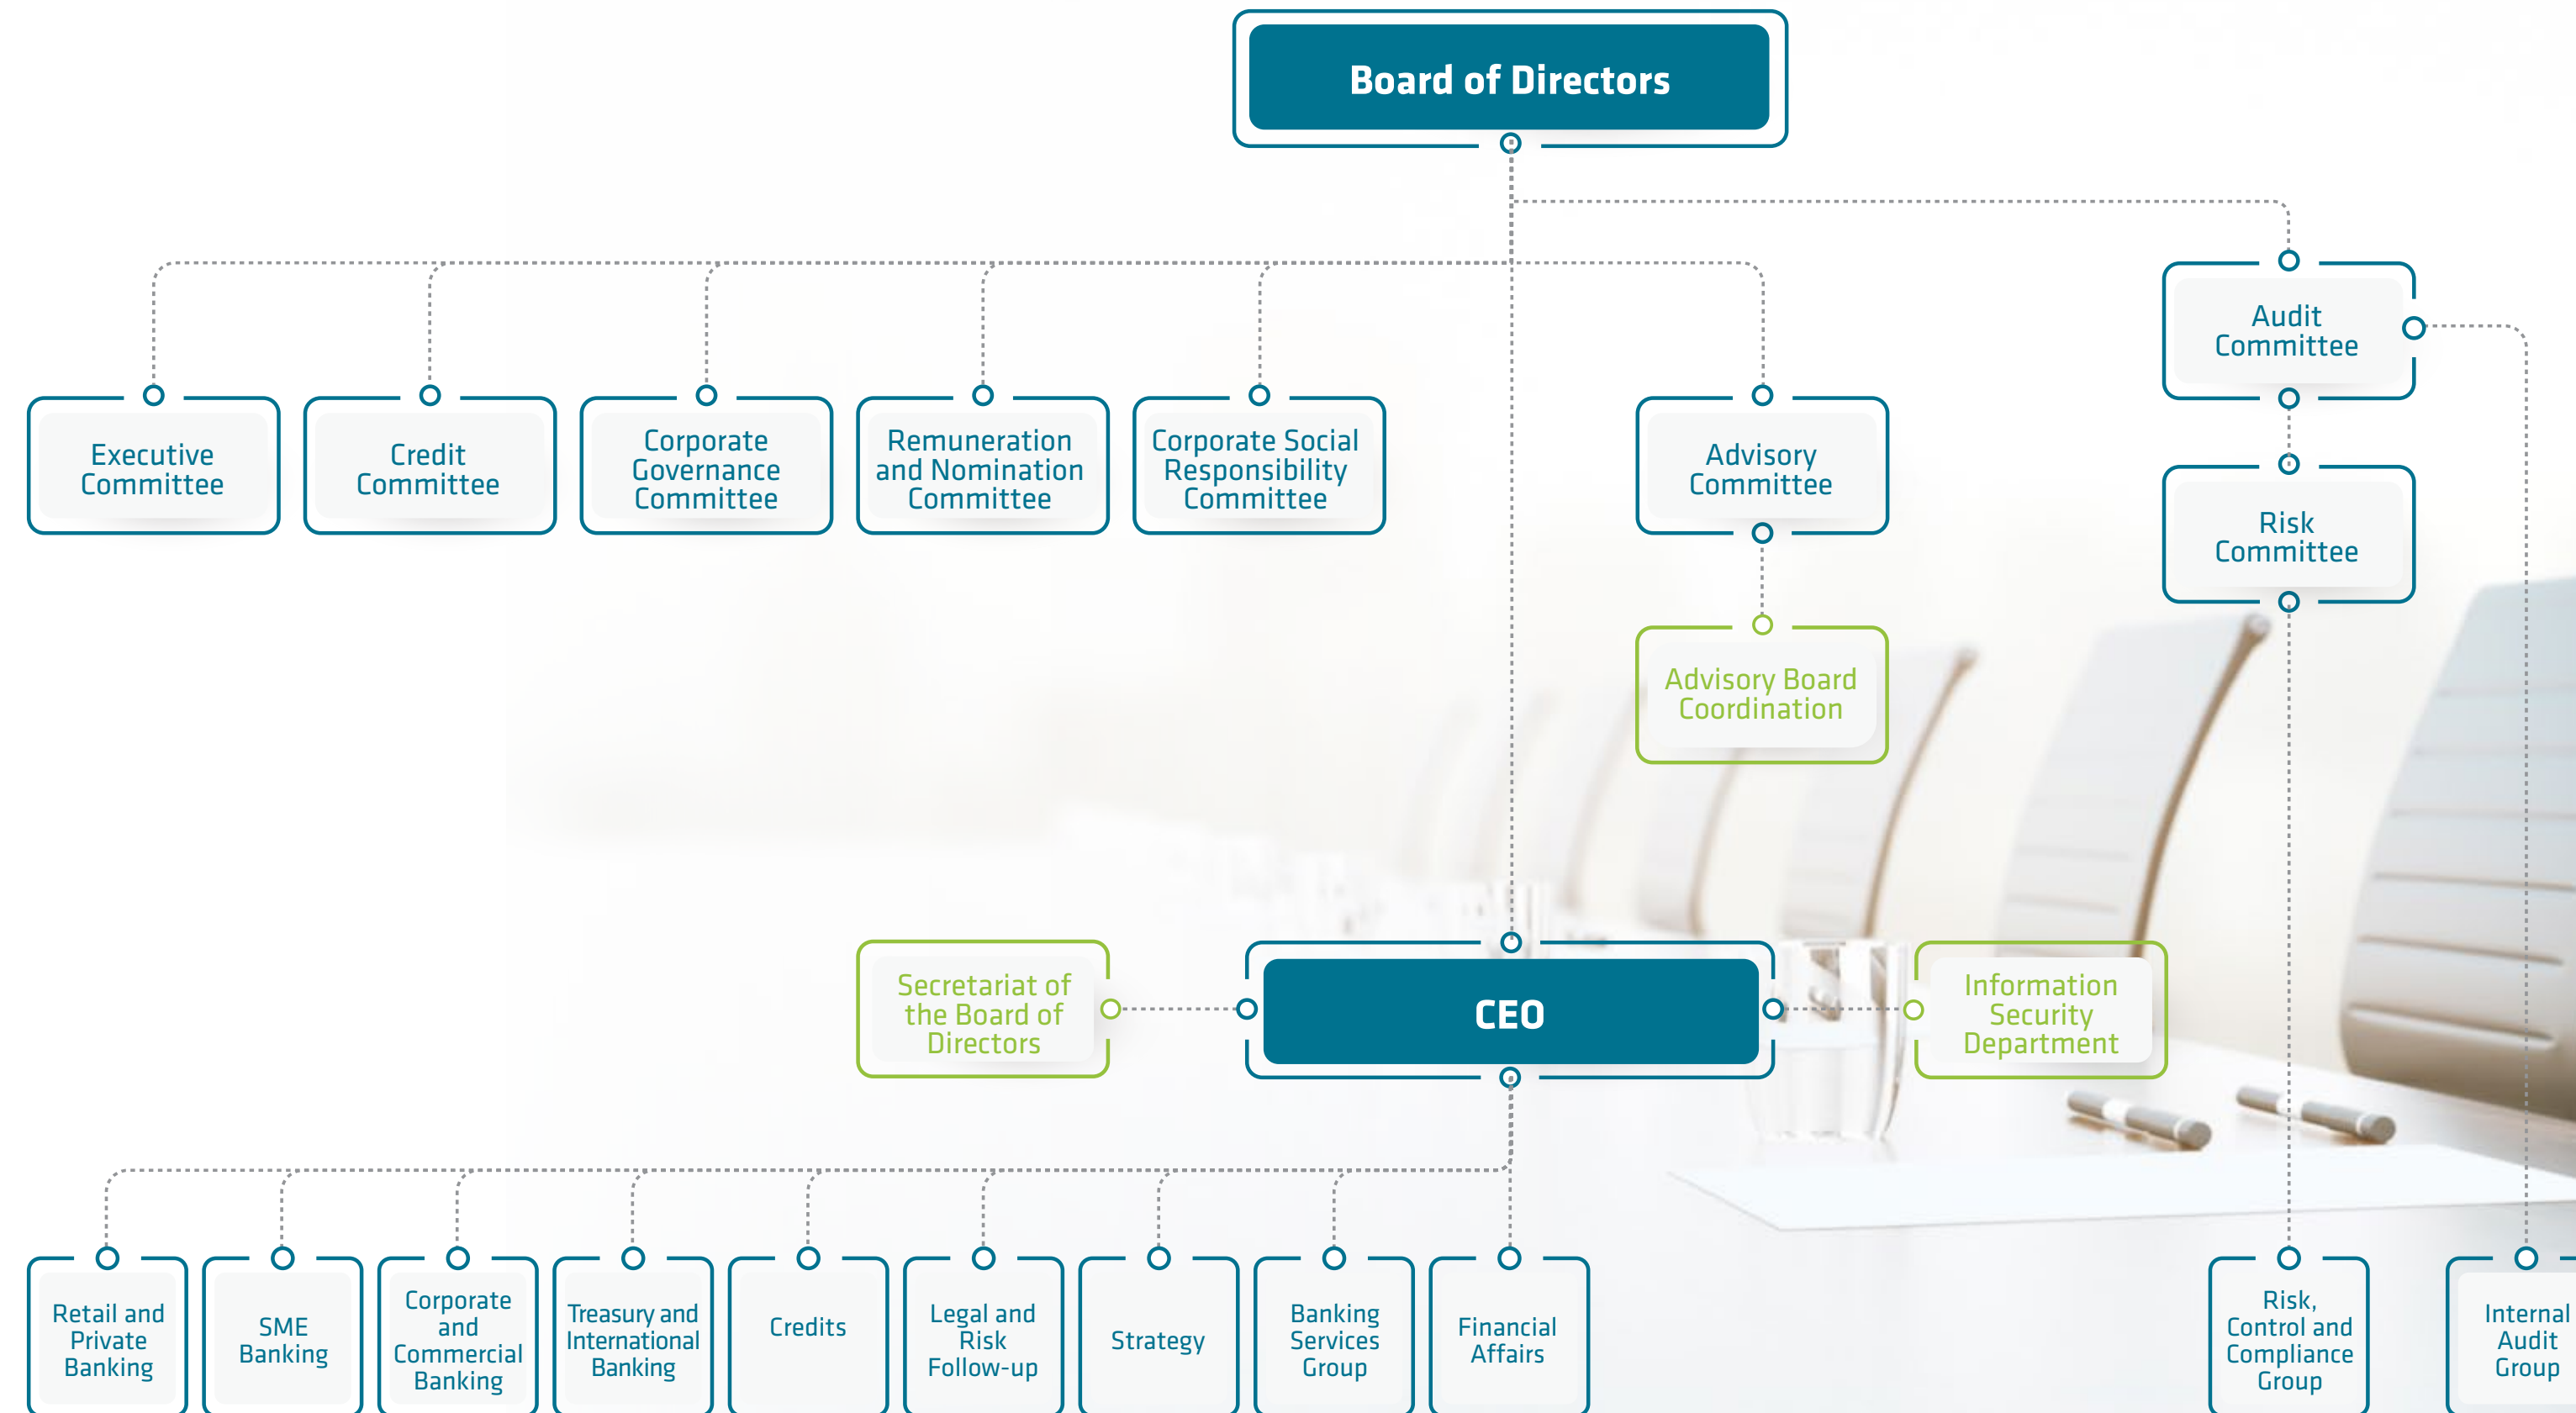 Board of Directors
Audit
Committee
Executive
Committee
Credit
Committee
Corporate
Governance
Committee
Remuneration
and Nomination
Committee
Corporate Social
Responsibility
Committee
Advisory
Committee
Risk
Committee
Advisory Board
Coordination
Secretariat of
the Board of
Directors
CEO
Information
Security
Department
Retail and
Private
Banking
SME
Banking
Corporate
and
Commercial
Banking
Treasury and
International
Banking
Credits
Legal and
Risk
Follow-up
Strategy
Banking
Services
Group
Financial
Affairs
Risk,
Control and
Compliance
Group
Internal
Audit
Group